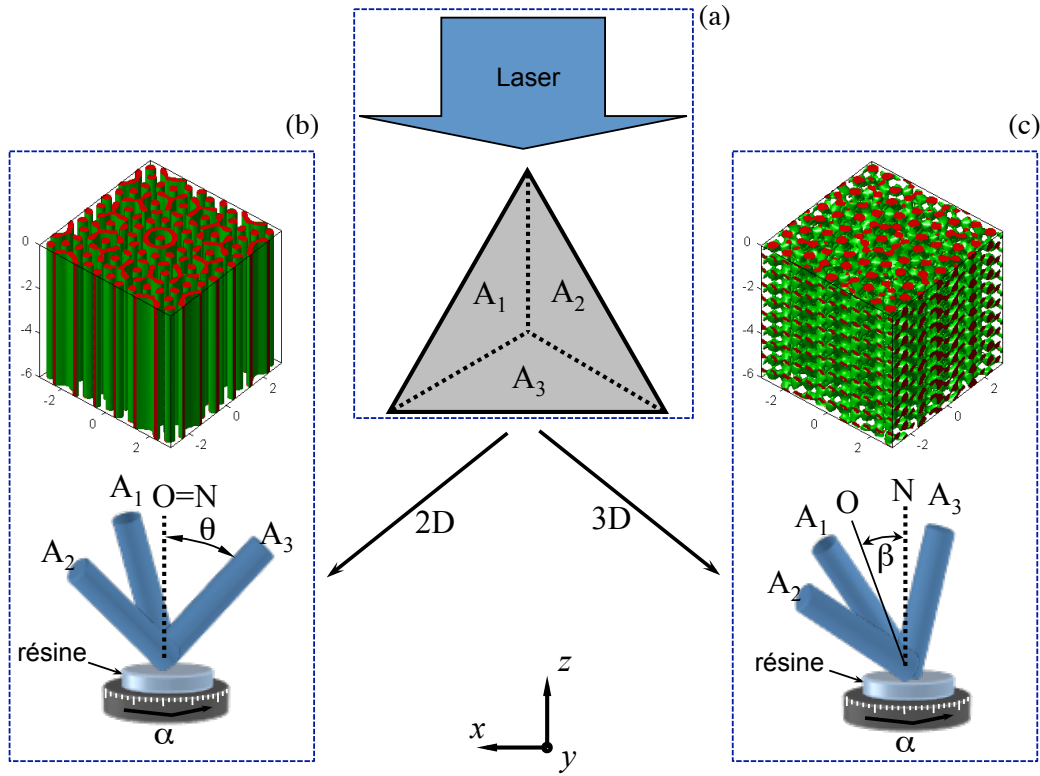 (a)
Laser
A1
A2
A3
(b)
0
-2
-4
-6
-2
0
2
2
0
-2
A1
O=N
θ
A2
A3
résine
α
2D
3D
(c)
0
-2
-4
-6
-2
0
2
2
0
-2
O
N
A3
A1
β
A2
résine
α
z
x
y